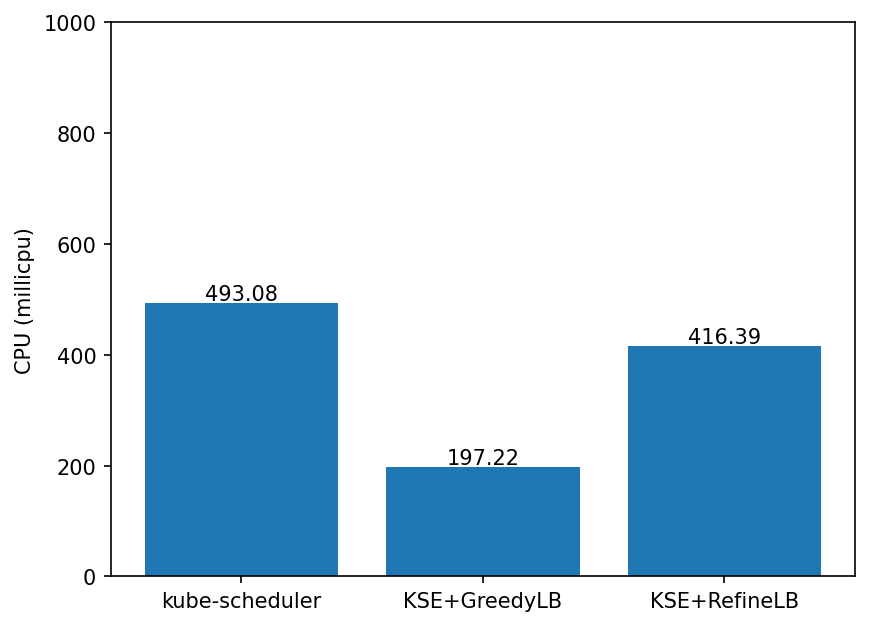 1000
800
600
400
200
0
CPU (millicpu)
493.08
197.22
416.39
kube-scheduler
KSE+GreedyLB
KSE+RefineLB